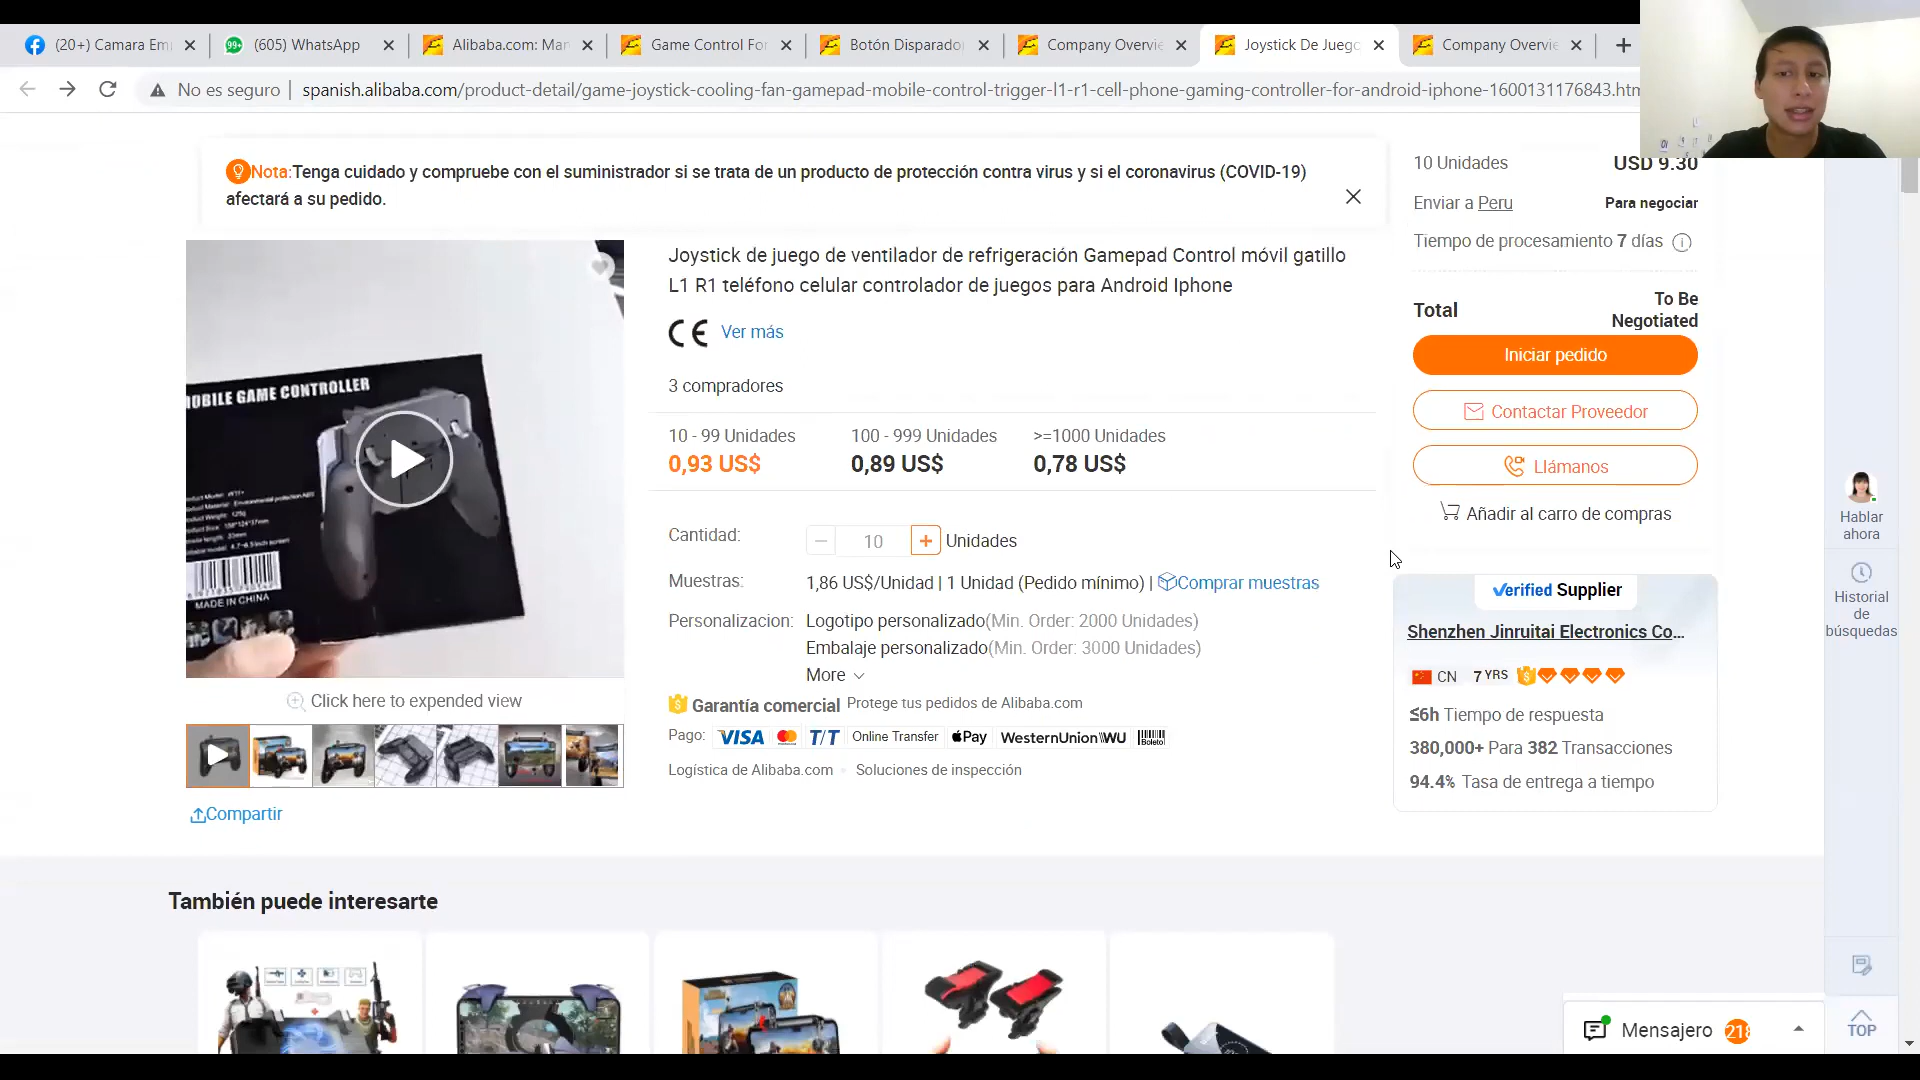 (20+) Camara Em
(605) WhatsApp
Alibaba.com: Man
Game Control For
Botón Disparado
Company Overvie
Joystick De Juego
Company Overvie
No es seguro
spanish.alibaba.com/product-detail/game-joystick-cooling-fan-gamepad-mobile-control-trigger-l1-r1-cell-phone-gaming-controller-for-android-iphone-1600131176843.htm
Nota:Tenga cuidado y compruebe con el suministrador si se trata de un producto de protección contra virus y si el coronavirus (COVID-19)
afectará a su pedido.
MOBILE GAME CONTROLLER
MADE IN CHINA
Click here to expended view
Compartir
Joystick de juego de ventilador de refrigeración Gamepad Control móvil gatillo
L1 R1 teléfono celular controlador de juegos para Android Iphone
CE Ver más
3 compradores
10 - 99 Unidades 100 - 999 Unidades >=1000 Unidades
0,93 US$ 0,89 US$ 0,78 US$
Cantidad: − 10 + Unidades
Muestras: 1,86 US$/Unidad | 1 Unidad (Pedido mínimo) | Comprar muestras
Personalizacion: Logotipo personalizado(Min. Order: 2000 Unidades)
Embalaje personalizado(Min. Order: 3000 Unidades)
More
Garantía comercial Protege tus pedidos de Alibaba.com
Pago: VISA T/T Online Transfer Pay WesternUnion WU Boleto
Logística de Alibaba.com Soluciones de inspección
10 Unidades USD 9.30
Enviar a Peru Para negociar
Tiempo de procesamiento 7 días
Total To Be
Negotiated
Iniciar pedido
Contactar Proveedor
Llámanos
Añadir al carro de compras
Verified Supplier
Shenzhen Jinruitai Electronics Co...
CN 7 YRS
≤6h Tiempo de respuesta
380,000+ Para 382 Transacciones
94.4% Tasa de entrega a tiempo
Hablar
ahora
Historial
de
búsquedas
También puede interesarte
Mensajero 218
TOP